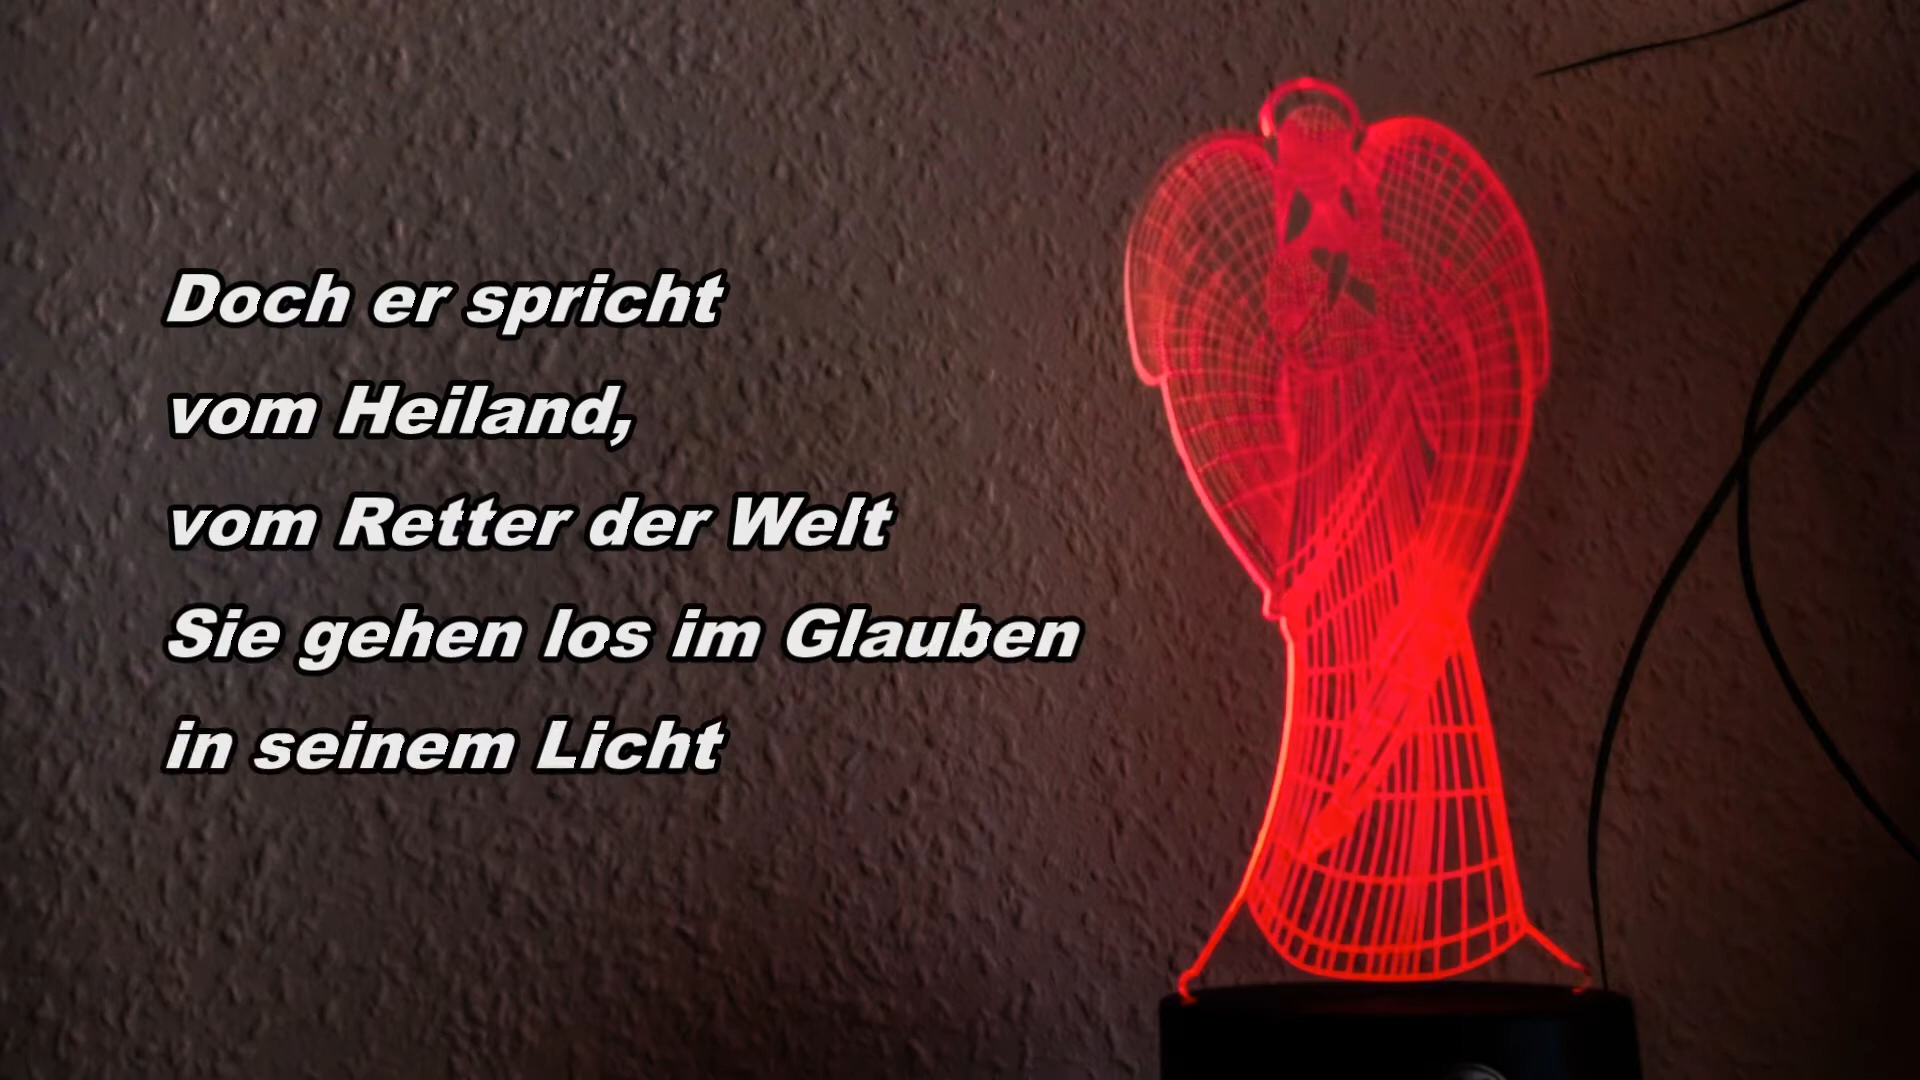 Doch er spricht
vom Heiland,
vom Retter der Welt
Sie gehen los im Glauben
in seinem Licht